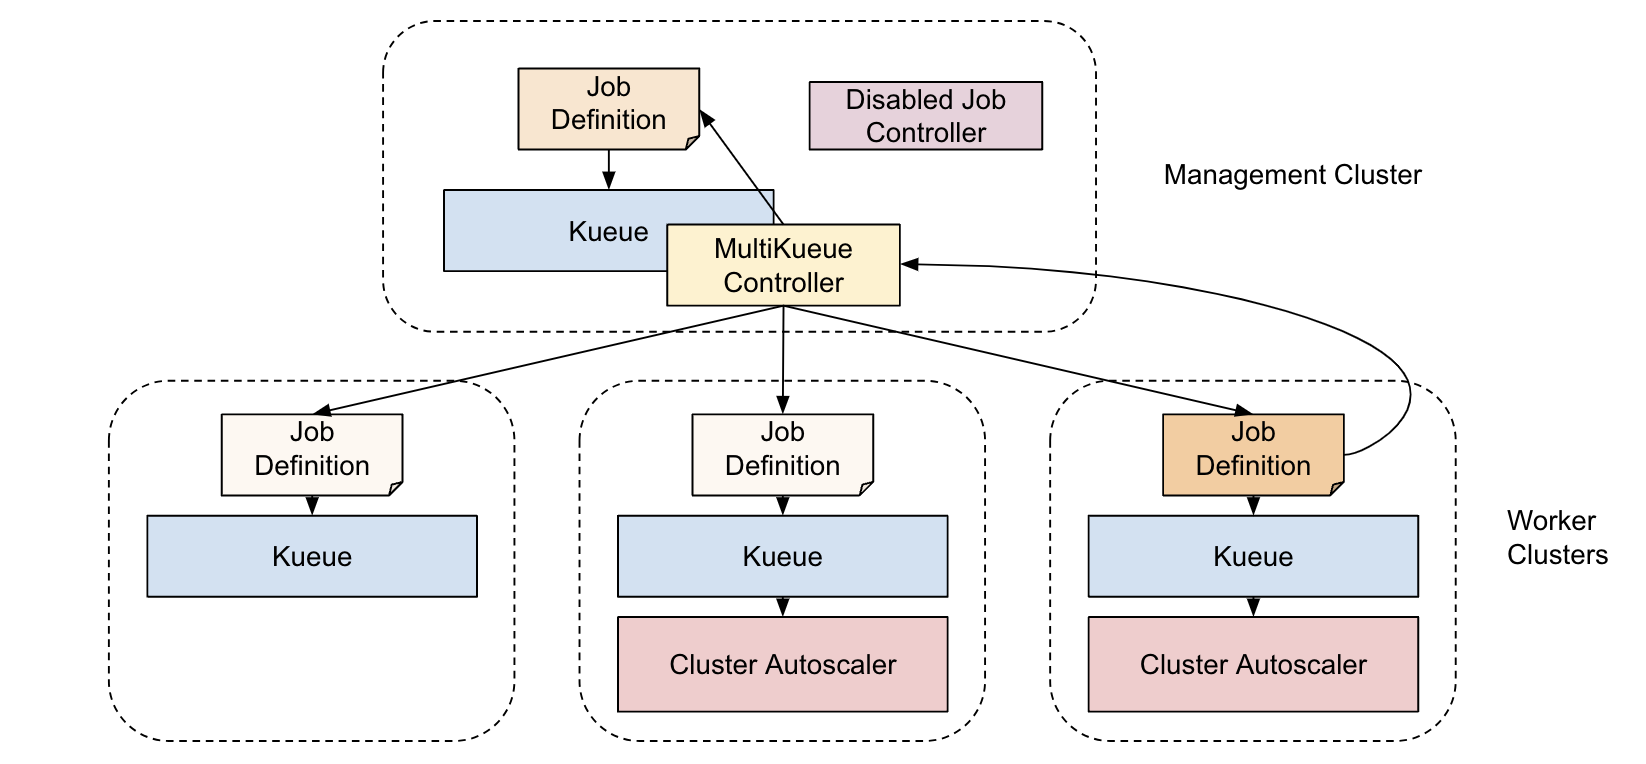 Job
Definition
Disabled Job
Controller
Management Cluster
Kueue
MultiKueue
Controller
Job
Definition
Kueue
Job
Definition
Kueue
Cluster Autoscaler
Job
Definition
Kueue
Cluster Autoscaler
Worker
Clusters